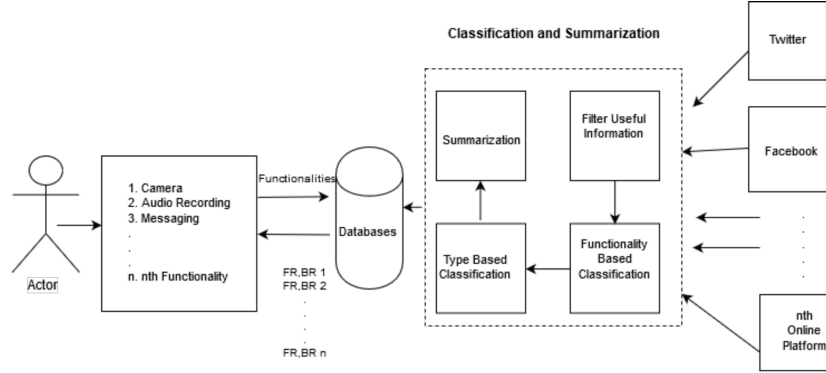 Classification and Summarization
Twitter
Facebook
.
.
.
.
.
nth
Online
Platform
Summarization
Filter Useful
Information
Type Based
Classification
Functionality
Based
Classification
Databases
Functionalities
1. Camera
2. Audio Recording
3. Messaging
.
.
.
n. nth Functionality
FR,BR 1
FR,BR 2
.
.
.
.
FR,BR n
Actor